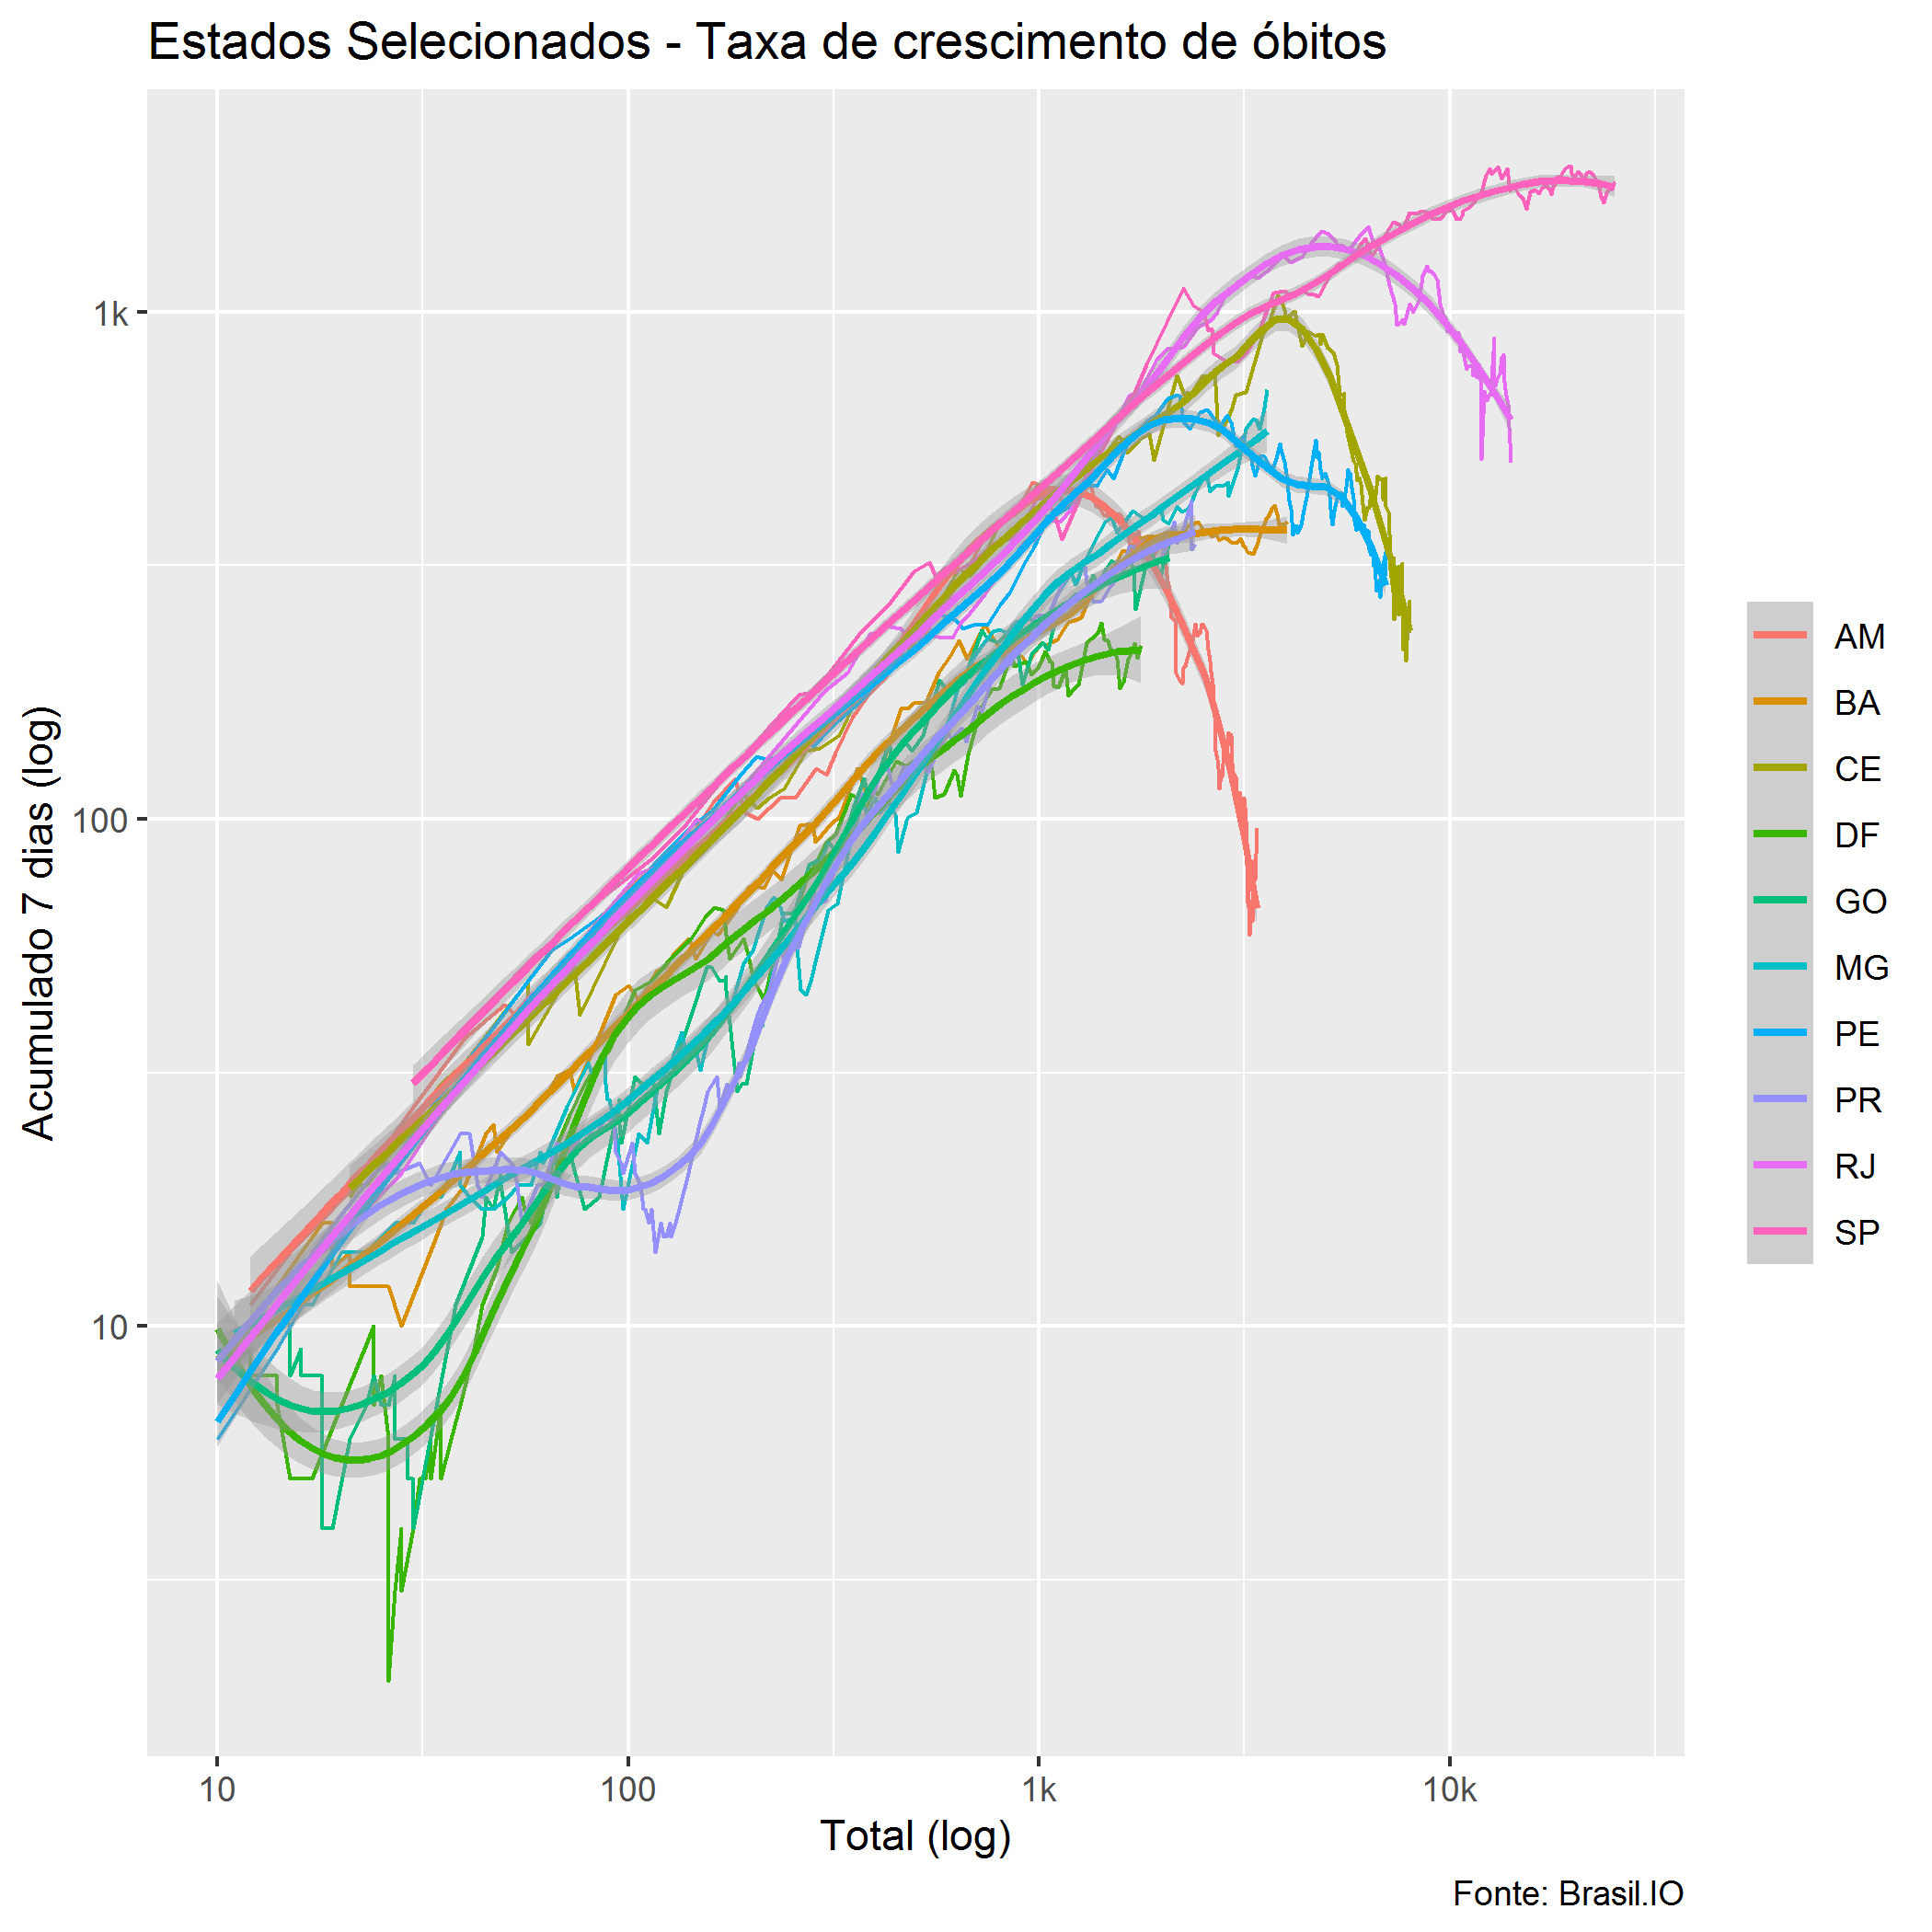 Estados Selecionados - Taxa de crescimento de óbitos
Acumulado 7 dias (log)
1k
100
10
10
100
1k
10k
Total (log)
AM
BA
CE
DF
GO
MG
PE
PR
RJ
SP
Fonte: Brasil.IO